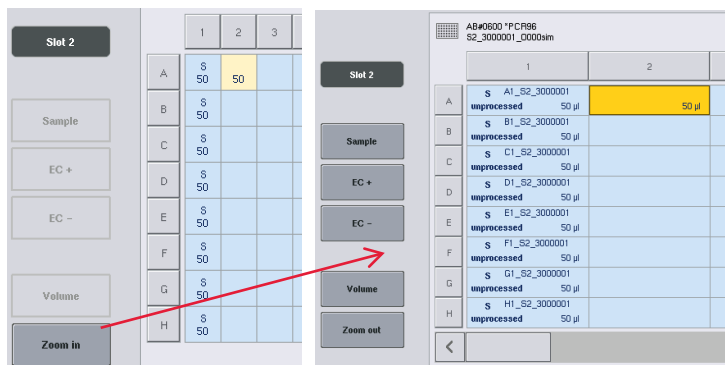 Slot 2
Sample
EC +
EC –
Volume
Zoom in
1 2 3
A S 50 50
B S 50
C S 50
D S 50
E S 50
F S 50
G S 50
H S 50
AB#0600 *PCR96
S2_3000001_0000sim
Slot 2
Sample
EC +
EC –
Volume
Zoom out
1 2
A S A1_S2_3000001
unprocessed 50 µl 50 µl
B S B1_S2_3000001
unprocessed 50 µl
C S C1_S2_3000001
unprocessed 50 µl
D S D1_S2_3000001
unprocessed 50 µl
E S E1_S2_3000001
unprocessed 50 µl
F S F1_S2_3000001
unprocessed 50 µl
G S G1_S2_3000001
unprocessed 50 µl
H S H1_S2_3000001
unprocessed 50 µl